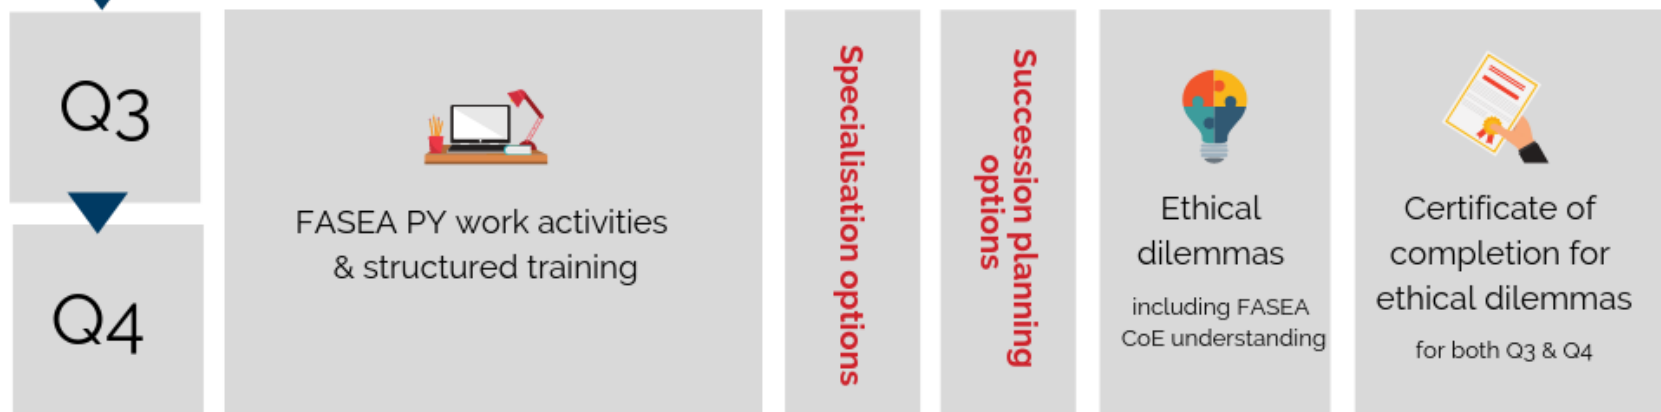 Q3
Q4
FASEA PY work activities
& structured training
Specialisation options
Succession planning
options
Ethical
dilemmas
including FASEA
CoE understanding
Certificate of
completion for
ethical dilemmas
for both Q3 & Q4